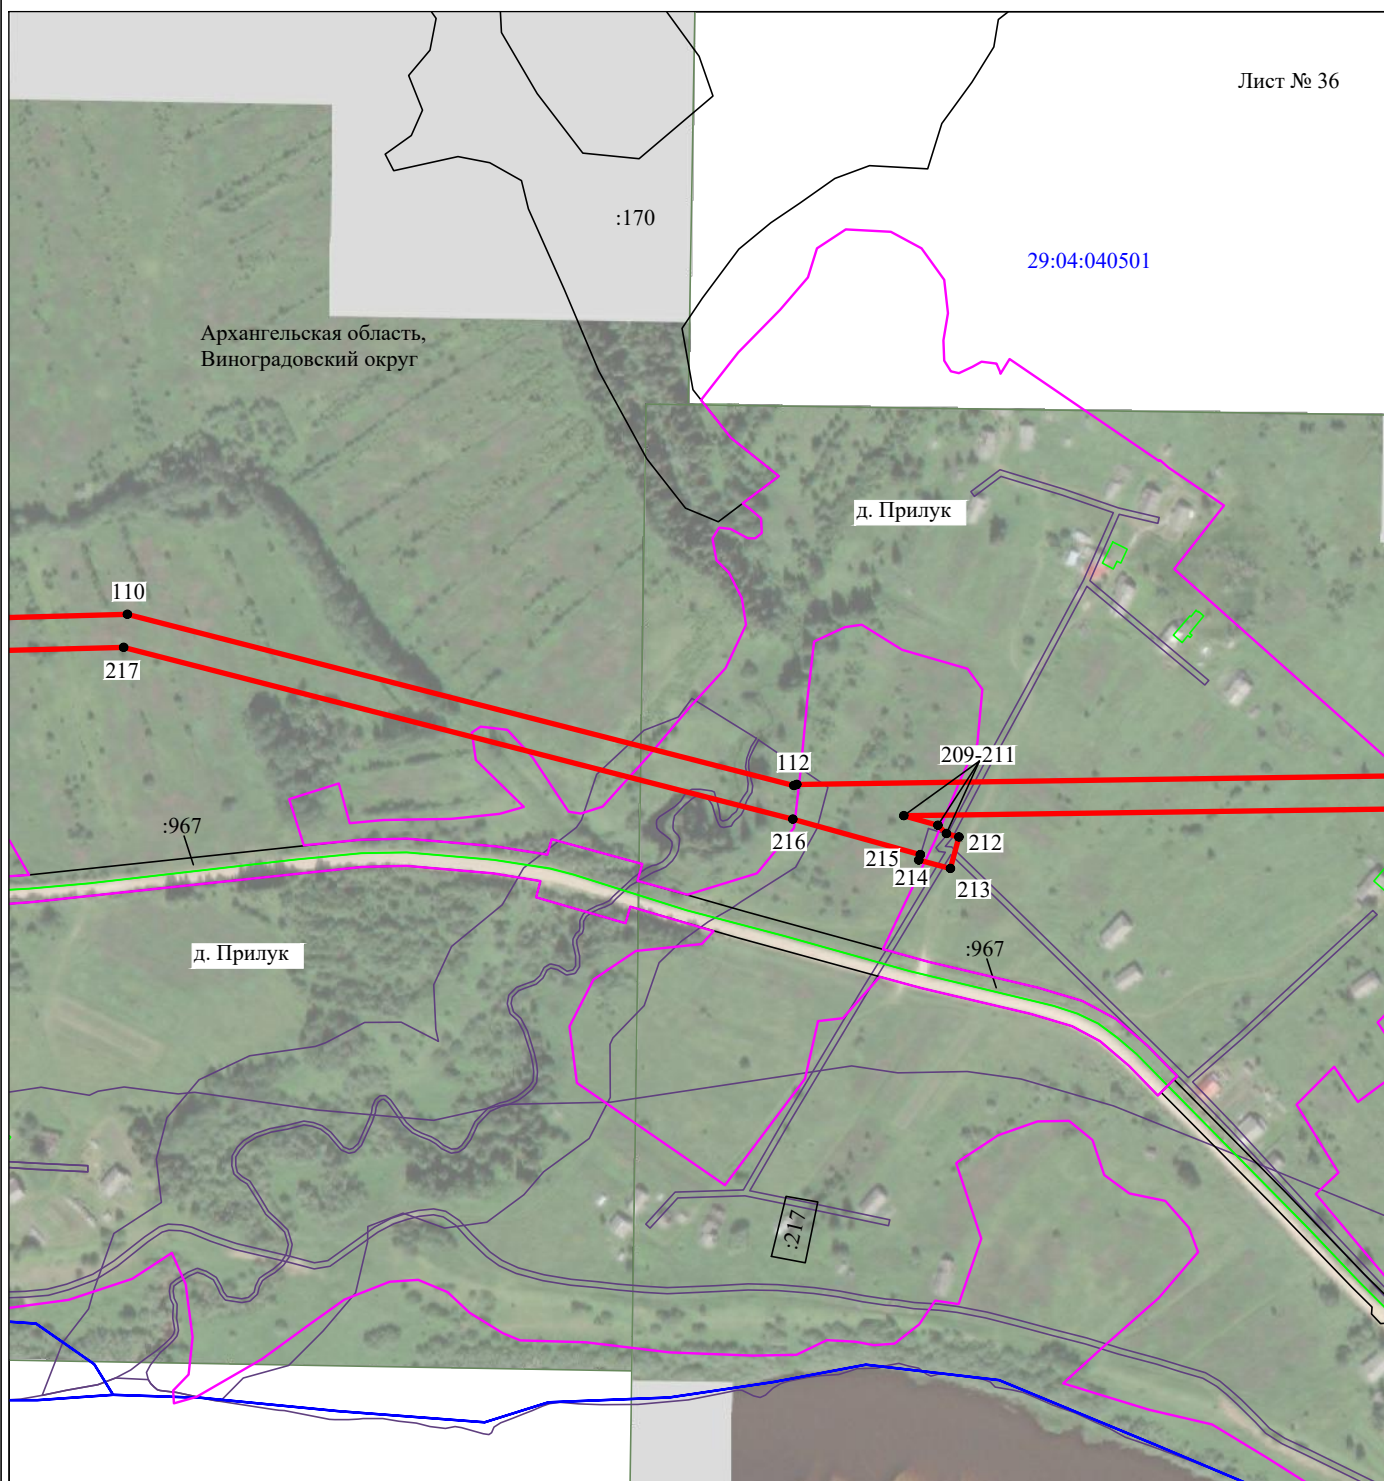 Лист № 36
:170
29:04:040501
Архангельская область,
Виноградовский округ
д. Прилук
110
217
112
209-211
:967
216
212
215
214
213
д. Прилук
:967
:217